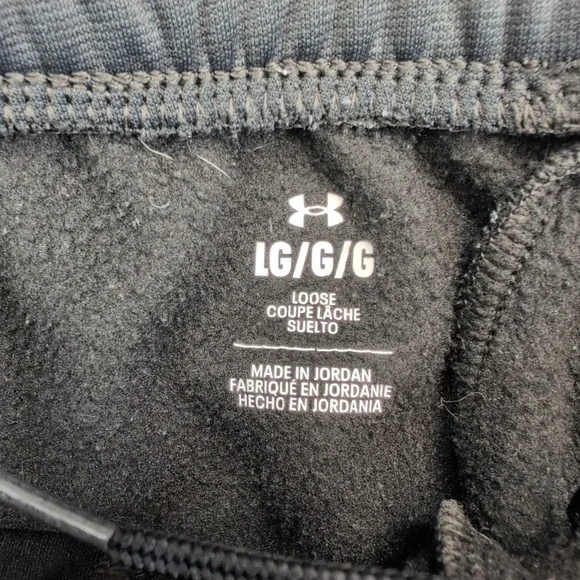 LG/G/G
LOOSE
COUPE LÂCHE
SUELTO
MADE IN JORDAN
FABRIQUÉ EN JORDANIE
HECHO EN JORDANIA